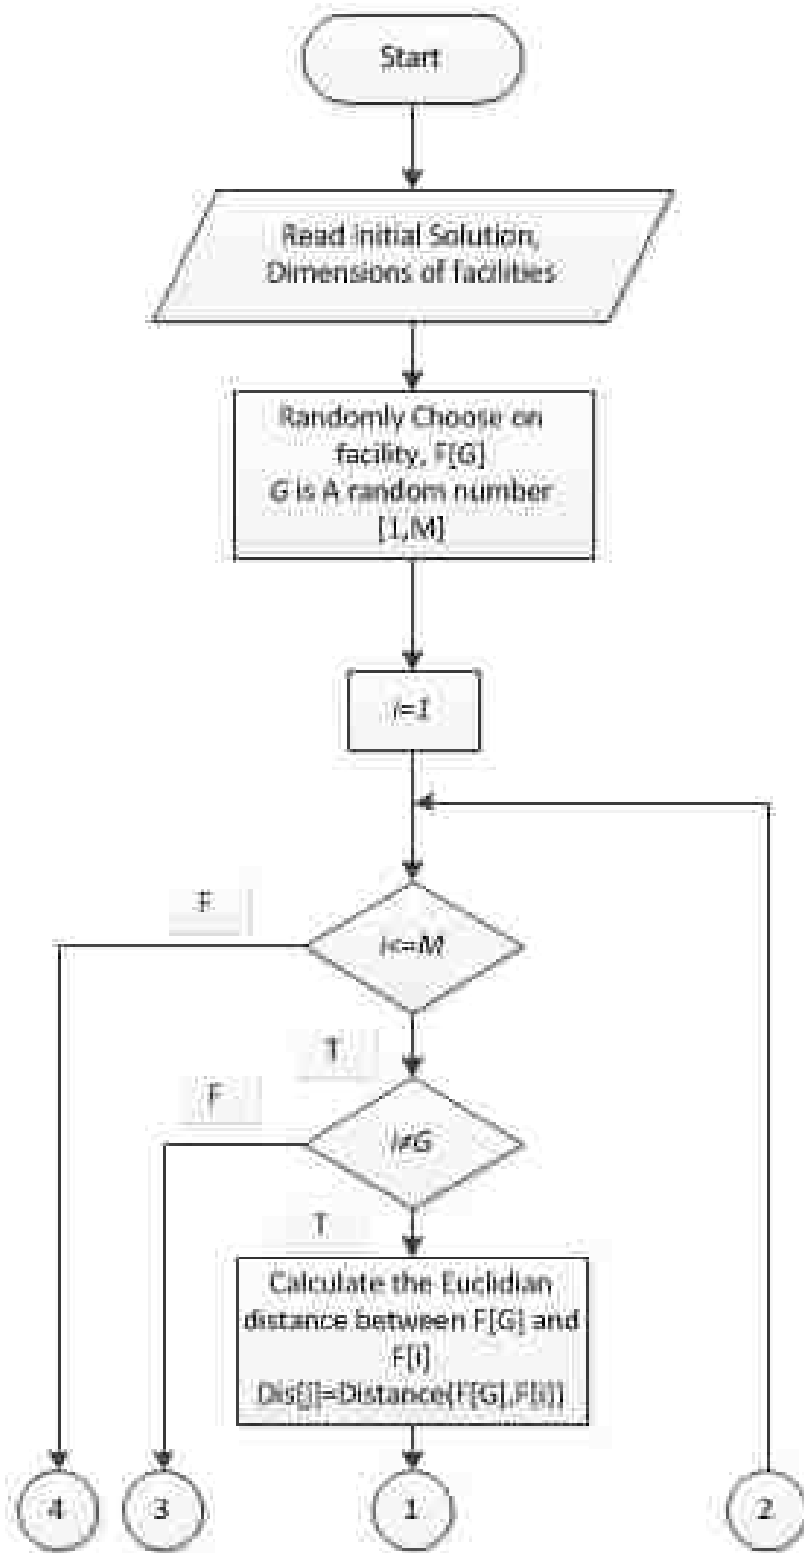 Start
Read Initial Solution,
Dimensions of facilities
Randomly Choose on
facility, F[G]
G is A random number
[1,M]
i=1
F
i<=M
T
F
i≠G
T
Calculate the Euclidian
distance between F[G] and
F[i]
Dis[j]=Distance(F[G],F[i])
4
3
1
2